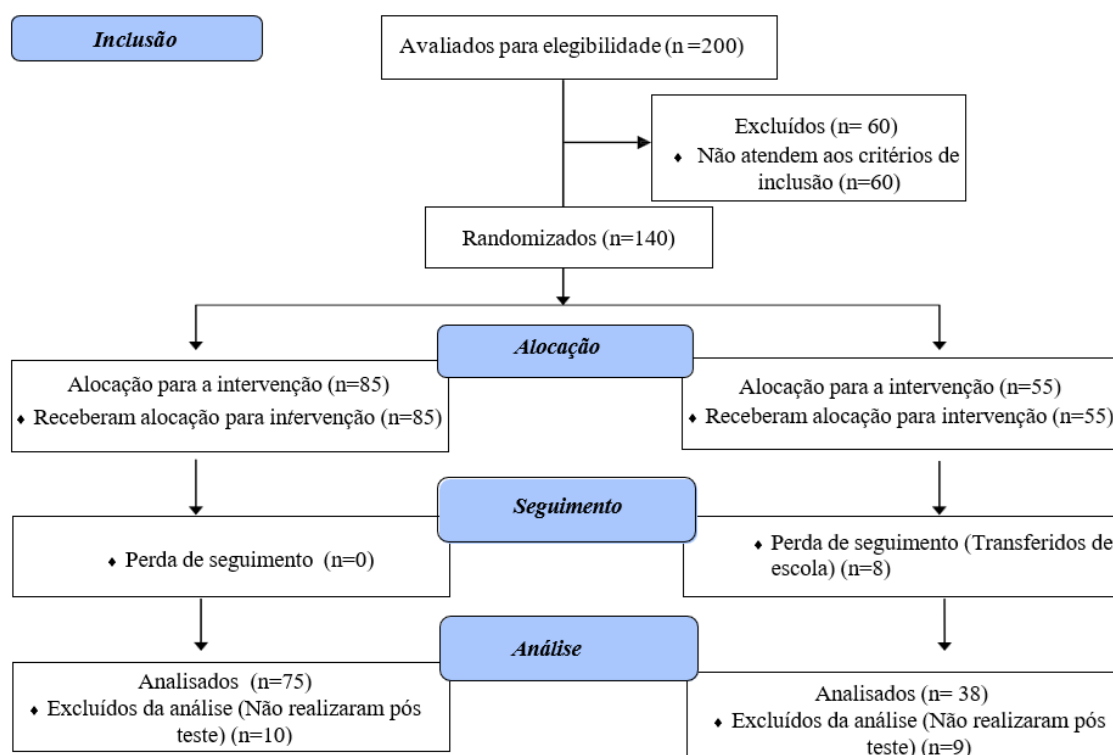 Inclusão
Avaliados para elegibilidade (n =200)
Excluídos (n= 60)
♦ Não atendem aos critérios de
inclusão (n=60)
Randomizados (n=140)
Alocação
Alocação para a intervenção (n=85)
♦ Receberam alocação para intervenção (n=85)
Alocação para a intervenção (n=55)
♦ Receberam alocação para intervenção (n=55)
Seguimento
♦ Perda de seguimento (n=0)
♦ Perda de seguimento (Transferidos de
escola) (n=8)
Análise
Analisados (n=75)
♦ Excluídos da análise (Não realizaram pós
teste) (n=10)
Analisados (n= 38)
♦ Excluídos da análise (Não realizaram pós
teste) (n=9)